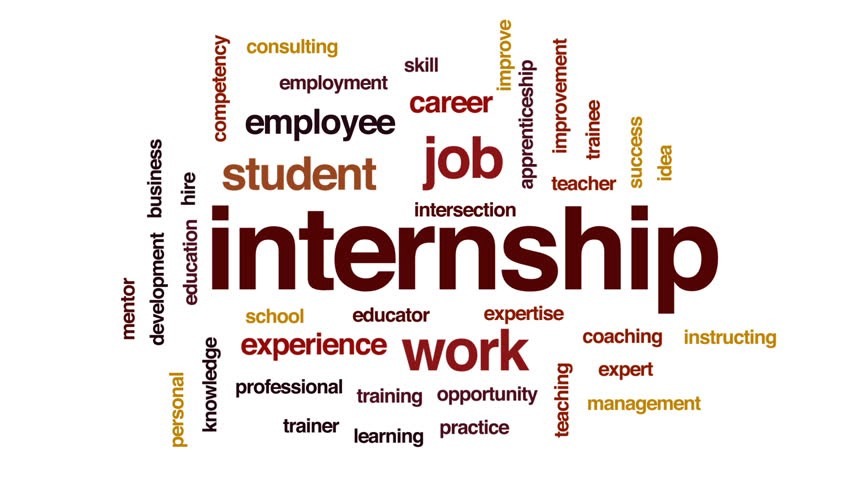 consulting
competency
improve
skill
employment
career
improvement
apprenticeship
employee
job
trainee
success
idea
student
teacher
business
hire
intersection
internship
education
development
mentor
school
educator
expertise
experience
work
coaching
instructing
knowledge
personal
professional
training
opportunity
expert
teaching
management
trainer
learning
practice